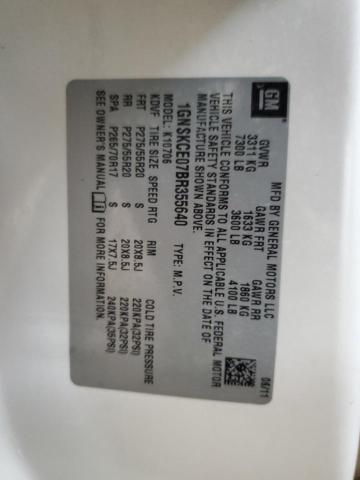 GM
MFD BY GENERAL MOTORS LLC
06/11
GVWR GAWR FRT GAWR RR
3311 KG 1633 KG 1860 KG
7300 LB 3600 LB 4100 LB
THIS VEHICLE CONFORMS TO ALL APPLICABLE U.S. FEDERAL MOTOR
VEHICLE SAFETY STANDARDS IN EFFECT ON THE DATE OF
MANUFACTURE SHOWN ABOVE.
1GNSKCE07BR355640 TYPE: M.P.V.
MODEL: K10706
KDVF TIRE SIZE SPEED RTG RIM COLD TIRE PRESSURE
FRT P275/55R20 S 20X8.5J 220KPA(32PSI)
RR P275/55R20 S 20X8.5J 220KPA(32PSI)
SPA P265/70R17 S 17X7.5J 240KPA(35PSI)
SEE OWNER'S MANUAL FOR MORE INFORMATION.